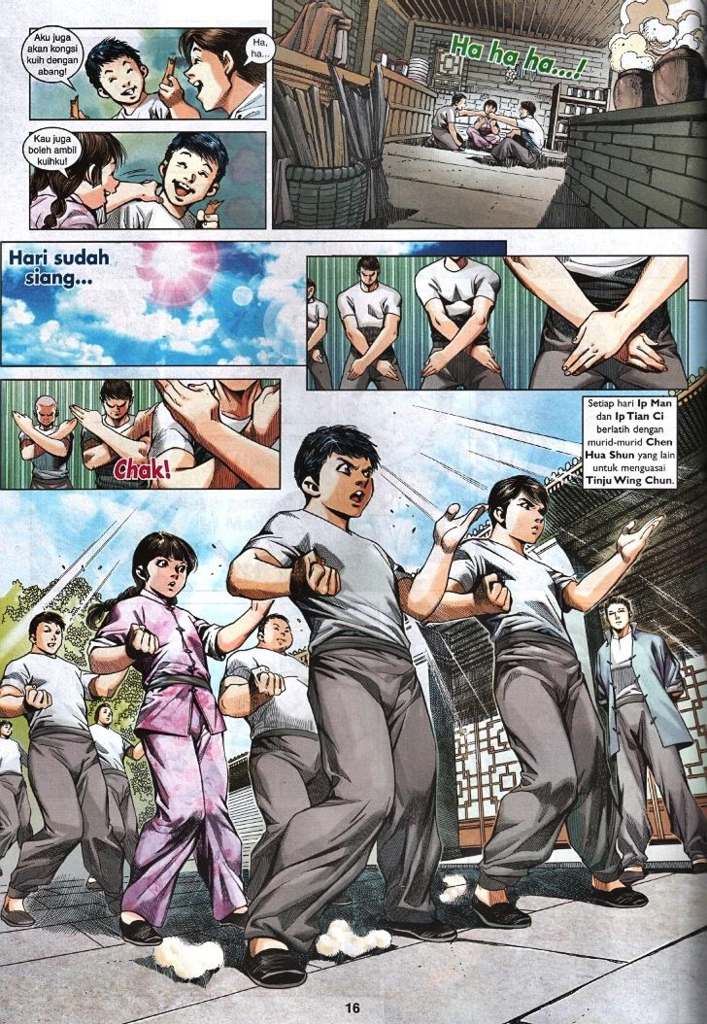 Aku juga
akan kongsi
kuih dengan
abang!
Ha,
ha...
Ha ha ha...!
Kau juga
boleh ambil
kuihku!
Hari sudah
siang...
Chak!
Setiap hari Ip Man
dan Ip Tian Ci
berlatih dengan
murid-murid Chen
Hua Shun yang lain
untuk menguasai
Tinju Wing Chun.
16